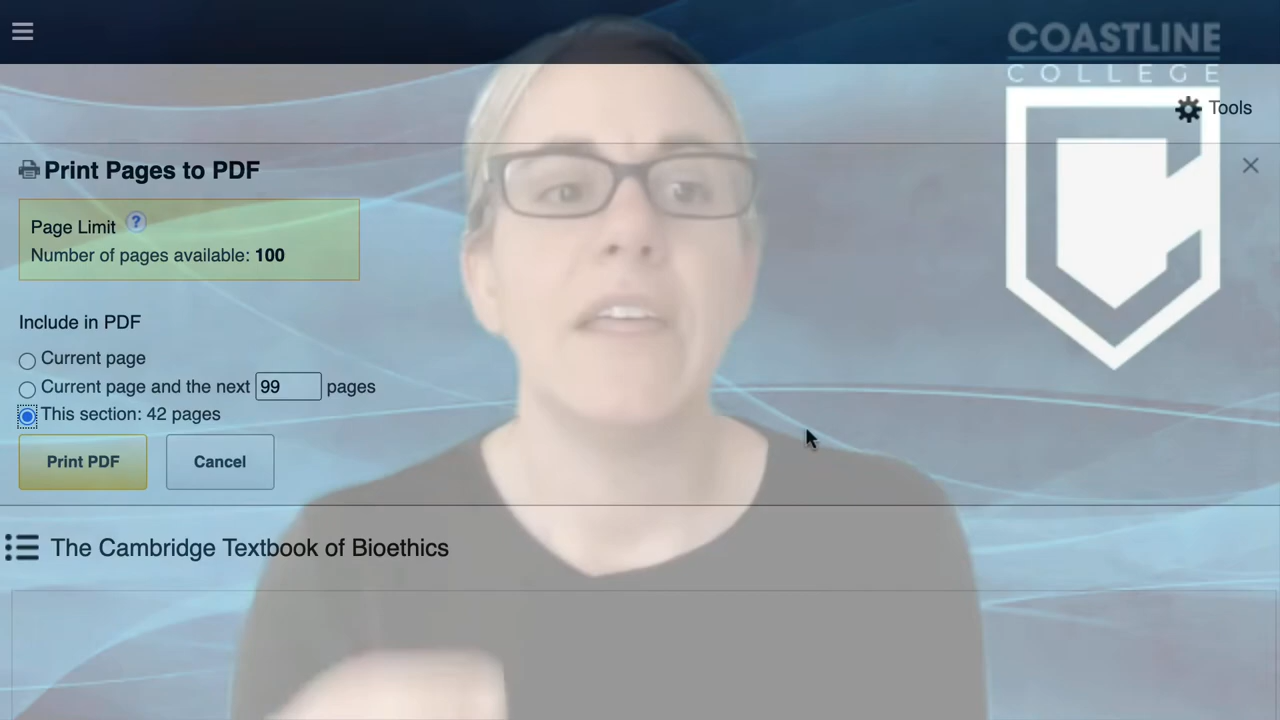 COASTLINE
COLLEGE
Tools
Print Pages to PDF
Page Limit ?
Number of pages available: 100
Include in PDF
Current page
Current page and the next 99 pages
This section: 42 pages
Print PDF Cancel
The Cambridge Textbook of Bioethics